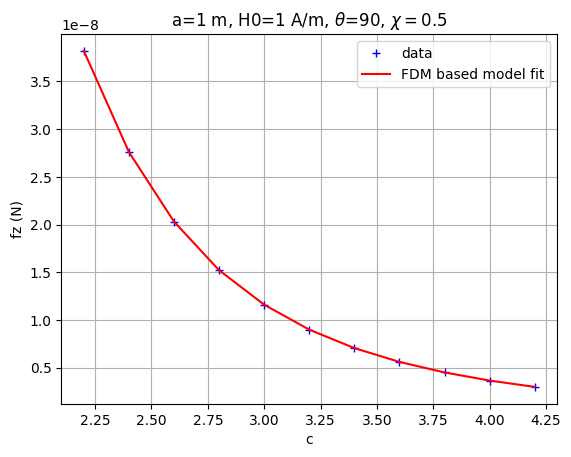 a=1 m, H0=1 A/m, θ=90, χ = 0.5
1e−8
data
FDM based model fit
3.5
3.0
2.5
2.0
1.5
1.0
0.5
fz (N)
2.25 2.50 2.75 3.00 3.25 3.50 3.75 4.00 4.25
c